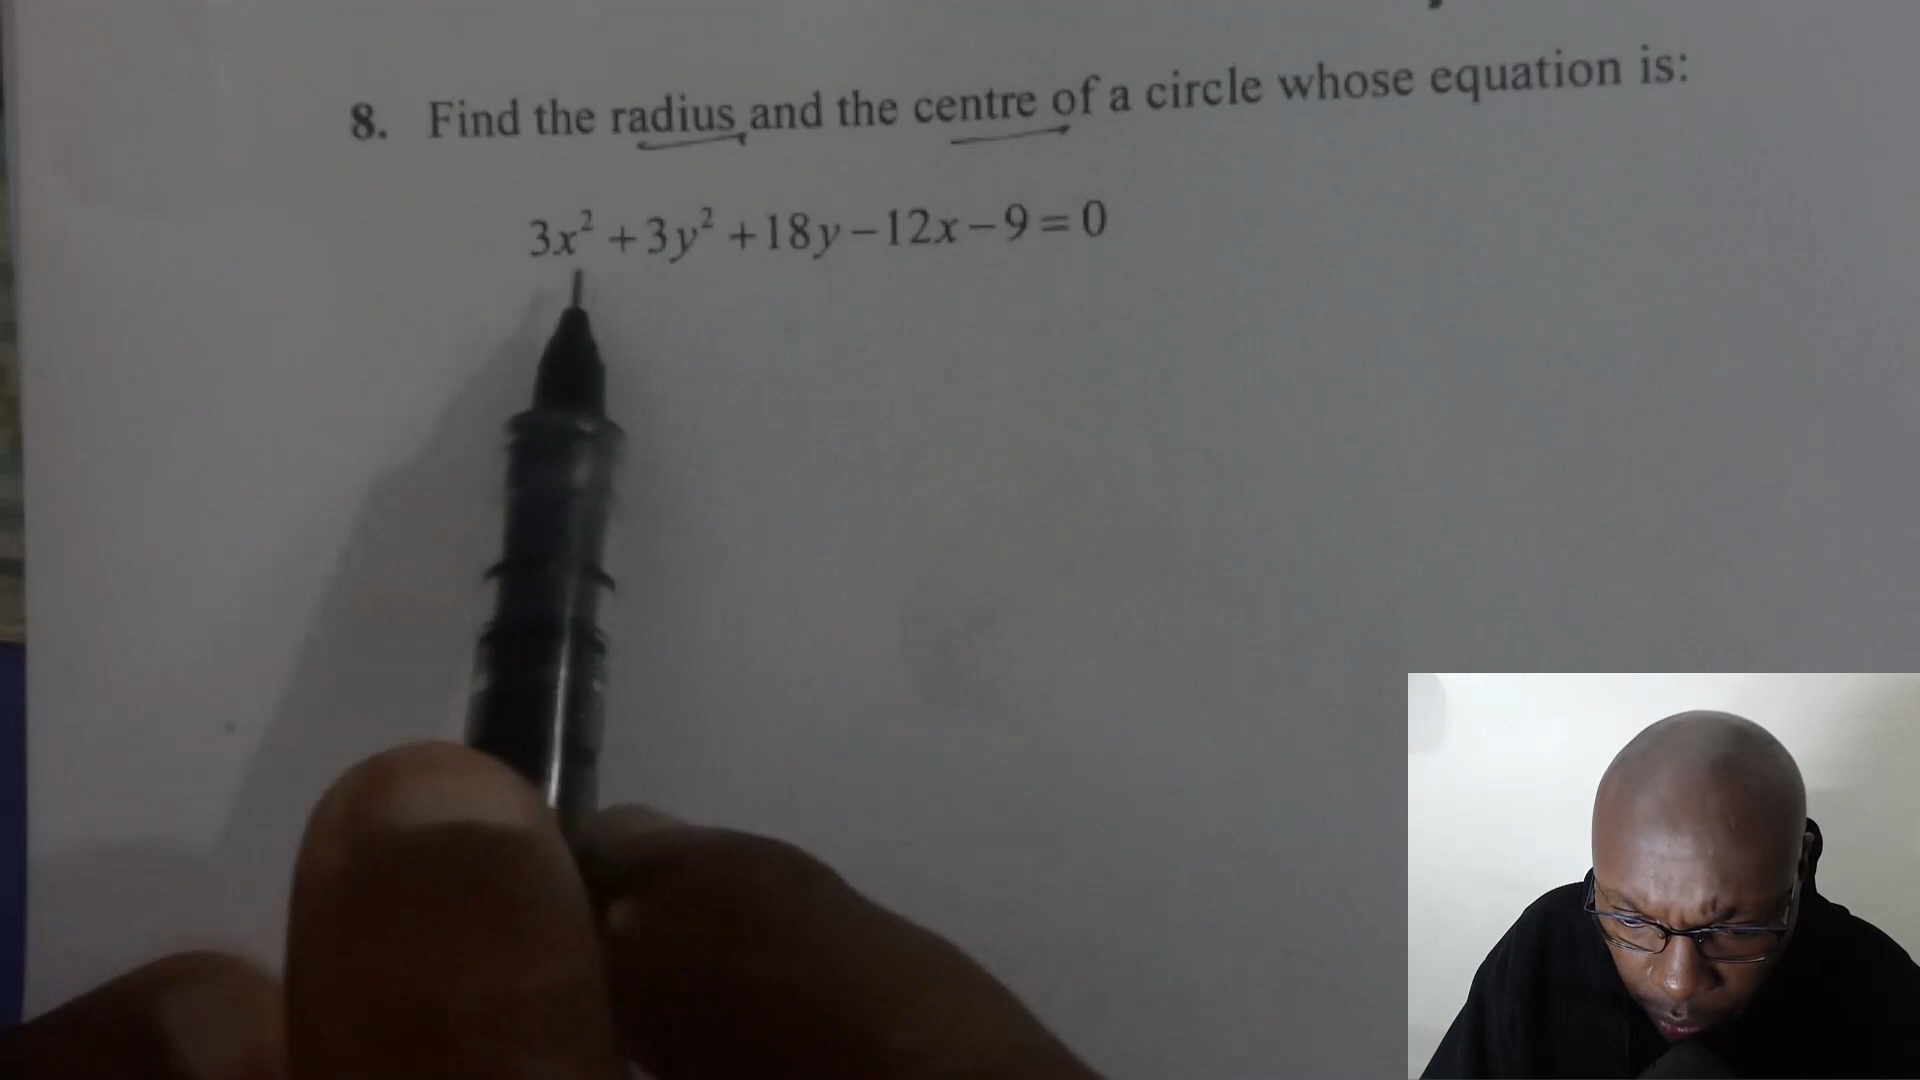 8. Find the radius and the centre of a circle whose equation is:
3x² + 3y² + 18y − 12x − 9 = 0